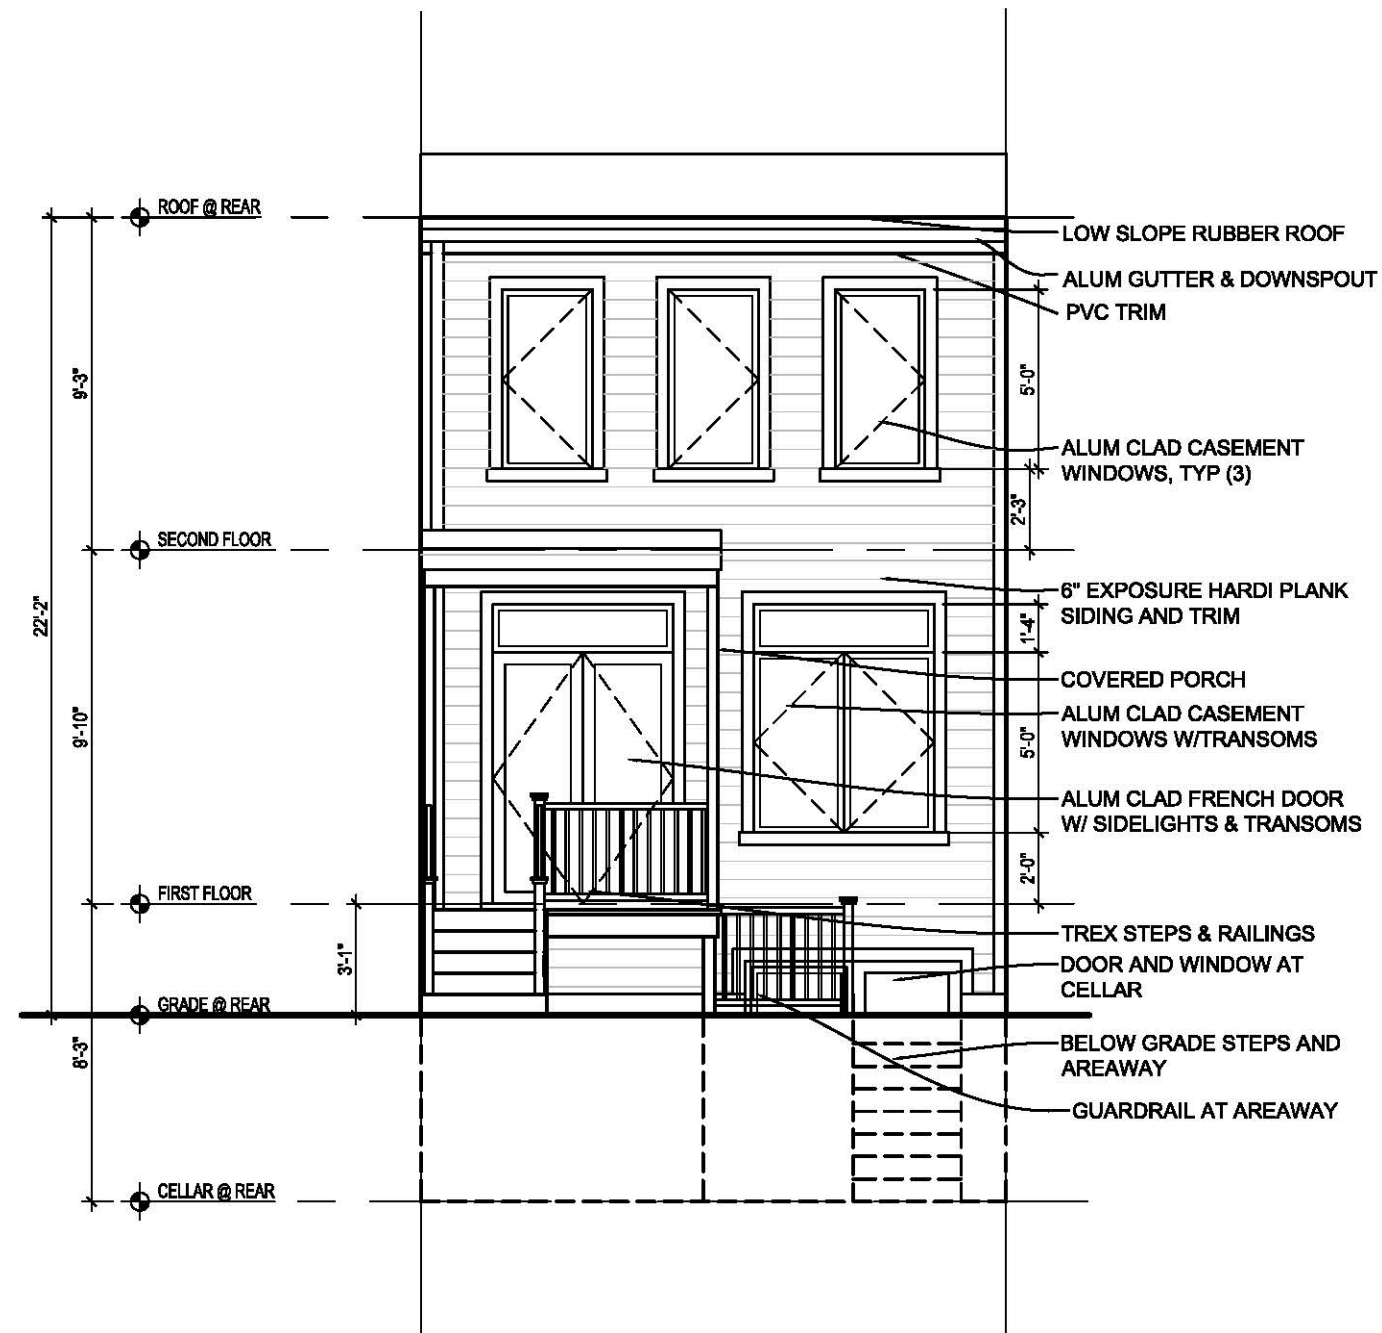 ROOF @ REAR
LOW SLOPE RUBBER ROOF
ALUM GUTTER & DOWNSPOUT
PVC TRIM
9'-3"
5'-0"
ALUM CLAD CASEMENT
WINDOWS, TYP (3)
2'-3"
SECOND FLOOR
22'-2"
6" EXPOSURE HARDI PLANK
SIDING AND TRIM
1'-4"
COVERED PORCH
ALUM CLAD CASEMENT
WINDOWS W/TRANSOMS
9'-10"
5'-0"
ALUM CLAD FRENCH DOOR
W/ SIDELIGHTS & TRANSOMS
2'-0"
FIRST FLOOR
TREX STEPS & RAILINGS
3'-1"
DOOR AND WINDOW AT
CELLAR
GRADE @ REAR
8'-3"
BELOW GRADE STEPS AND
AREAWAY
GUARDRAIL AT AREAWAY
CELLAR @ REAR